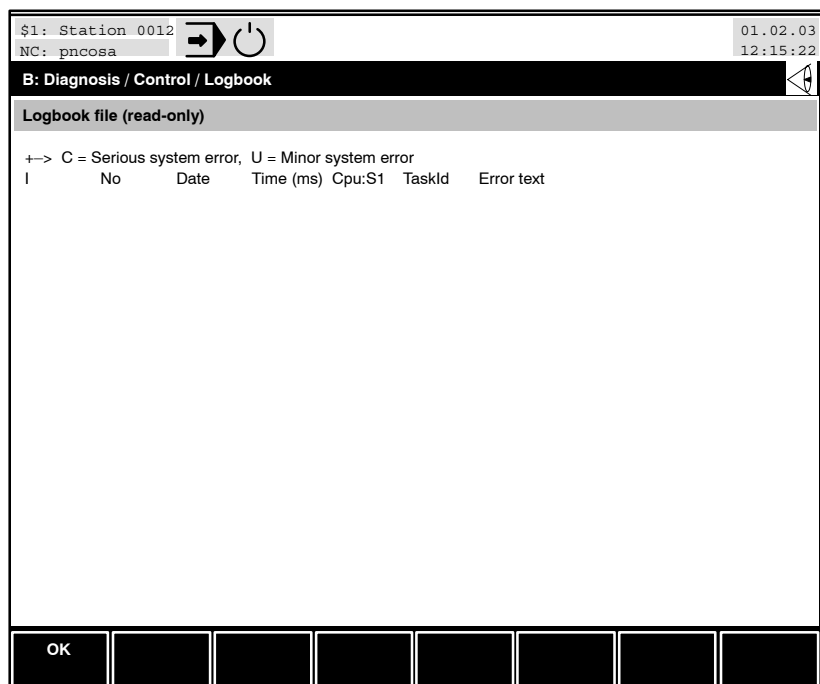 $1: Station 0012
NC: pncosa
01.02.03
12:15:22
B: Diagnosis / Control / Logbook
Logbook file (read-only)
+−> C = Serious system error, U = Minor system error
I No Date Time (ms) Cpu:S1 TaskId Error text
OK